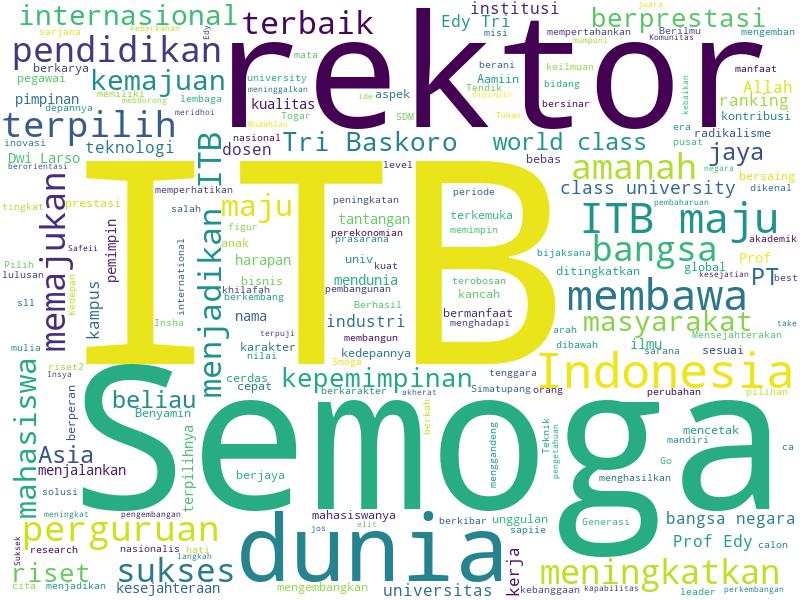 internasional
terbaik
institusi
Edy Tri
misi
juara
berprestasi
Berilmu
Komunitas
mengemban
sarjana
keberkahan
Edy
pendidikan
rektor
mempertahankan
mumpuni
berkarya
mata
berani
keilmuan
manfaat
pegawai
kemajuan
university
Aamiin
bidang
kebaikan
Allah
memiliki
meninggalkan
aspek
Tendik
dipimpin
ranking
pimpinan
mebdorong
lembaga
kualitas
ide
SDM
bersinar
depannya
meridhoi
Togar
Tuhan
kontribusi
terpilih
Mudah2an
era
radikalisme
inovasi
teknologi
nasional
dosen
Tri Baskoro
world class
pusat
jaya
Dwi Larso
ITB
level
bebas
amanah
negara
bersaing
berorientasi
memperhatikan
periode
class university
dikenal
tingkat
prestasi
salah
maju
peningkatan
tantangan
terkemuka
ITB maju
pembaharuan
memajukan
figur
perekonomian
memimpin
akademik
Safeii
anak
prasarana
bijaksana
bangsa
Prof
Pilih
harapan
univ
kuat
terobosan
ditingkatkan
global
kesejatian
lulusan
Kedepan
pemimpin
international
menjadikan ITB
bisnis
mendunia
kancah
PT
best
sll
kampus
khilafah
pembangunan
membawa
berkembang
Berhasil
bermanfaat
Insha
nama
industri
menghadapi
arah
masyarakat
take
terpuji
membangun
Mensejahterakan
mulia
karakter
kedepannya
dibawah
ilmu
sesuai
nilai
Smoga
sarana
riset2
cerdas
kepemimpinan
tenggara
Indonesia
Insya
cepat
berkarakter
akherat
Simatupang
orang
perubahan
pilihan
mahasiswa
Semoga
beliau
Benyamin
berperan
berkah
Teknik
pengetahuan
mencetak
mandiri
ca
Asia
terpilihnya
menggandeng
Go
menjalankan
berjaya
menghasilkan
solusi
calon
meningkat
pengembangan
mahasiswanya
berkibar
unggulan
Generasi
bangsa negara
perguruan
dunia
jos
elit
sapiie
Suksek
research
nasionalis
hati
kerja
Prof Edy
langkah
riset
sukses
meningkatkan
cita
menjadikan
kesejahteraan
mengembangkan
universitas
kebanggaan
kapabilitas
leader
perkembangan